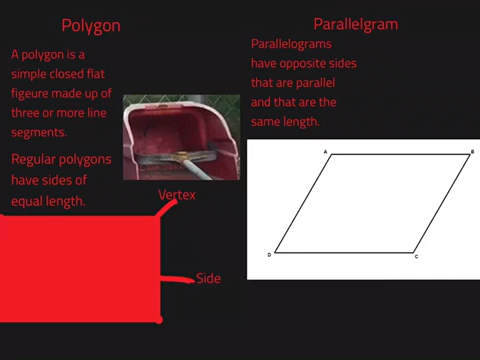 Polygon
A polygon is a
simple closed flat
figeure made up of
three or more line
segments.
Regular polygons
have sides of
equal length.
Vertex
Side
Parallelgram
Parallelograms
have opposite sides
that are parallel
and that are the
same length.
A
B
D
C